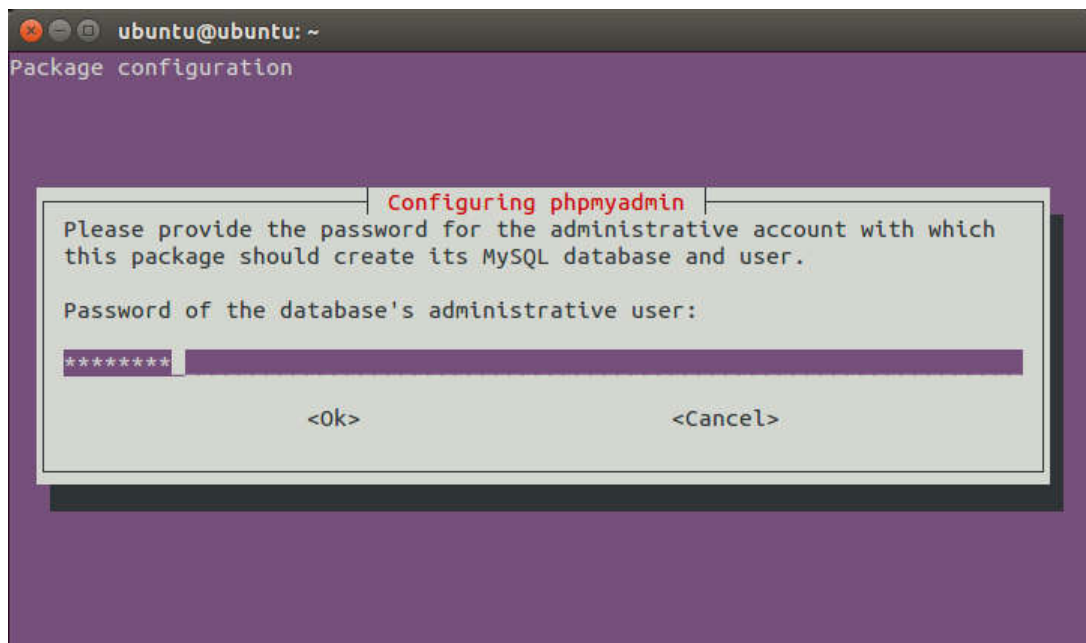 ubuntu@ubuntu: ~
Package configuration
Configuring phpmyadmin
Please provide the password for the administrative account with which
this package should create its MySQL database and user.
Password of the database's administrative user:
********
<Ok> <Cancel>